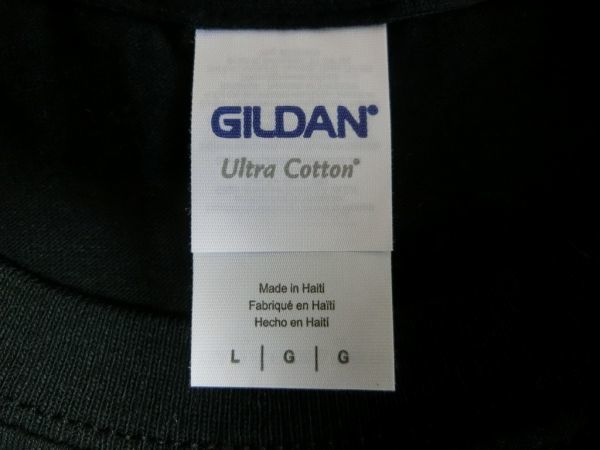 GILDAN®
Ultra Cotton®
Made in Haiti
Fabriqué en Haïti
Hecho en Haití
L | G | G